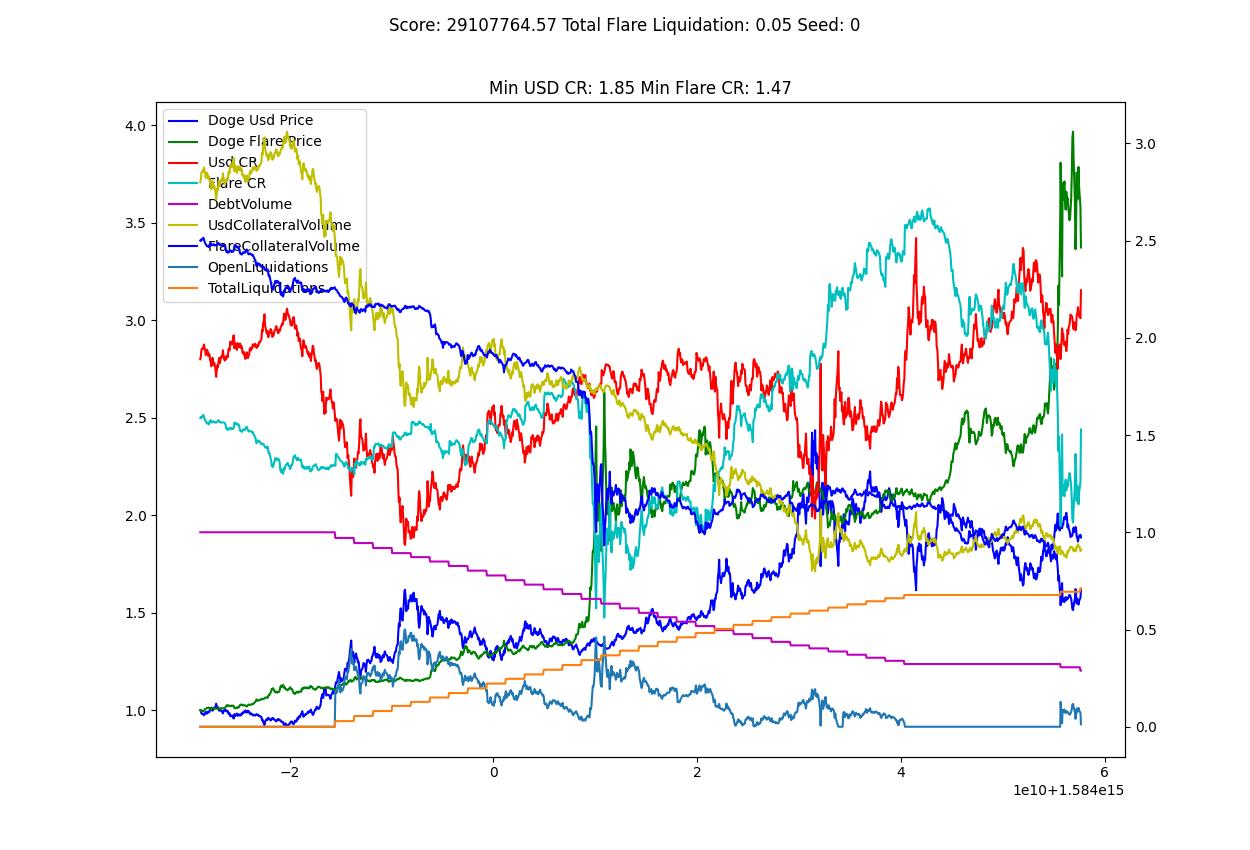 Score: 29107764.57 Total Flare Liquidation: 0.05 Seed: 0
Min USD CR: 1.85 Min Flare CR: 1.47
Doge Usd Price
Doge Flare Price
Usd CR
Flare CR
DebtVolume
UsdCollateralVolume
FlareCollateralVolume
OpenLiquidations
TotalLiquidations
4.0
3.5
3.0
2.5
2.0
1.5
1.0
3.0
2.5
2.0
1.5
1.0
0.5
0.0
−2
0
2
4
6
1e10+1.584e15